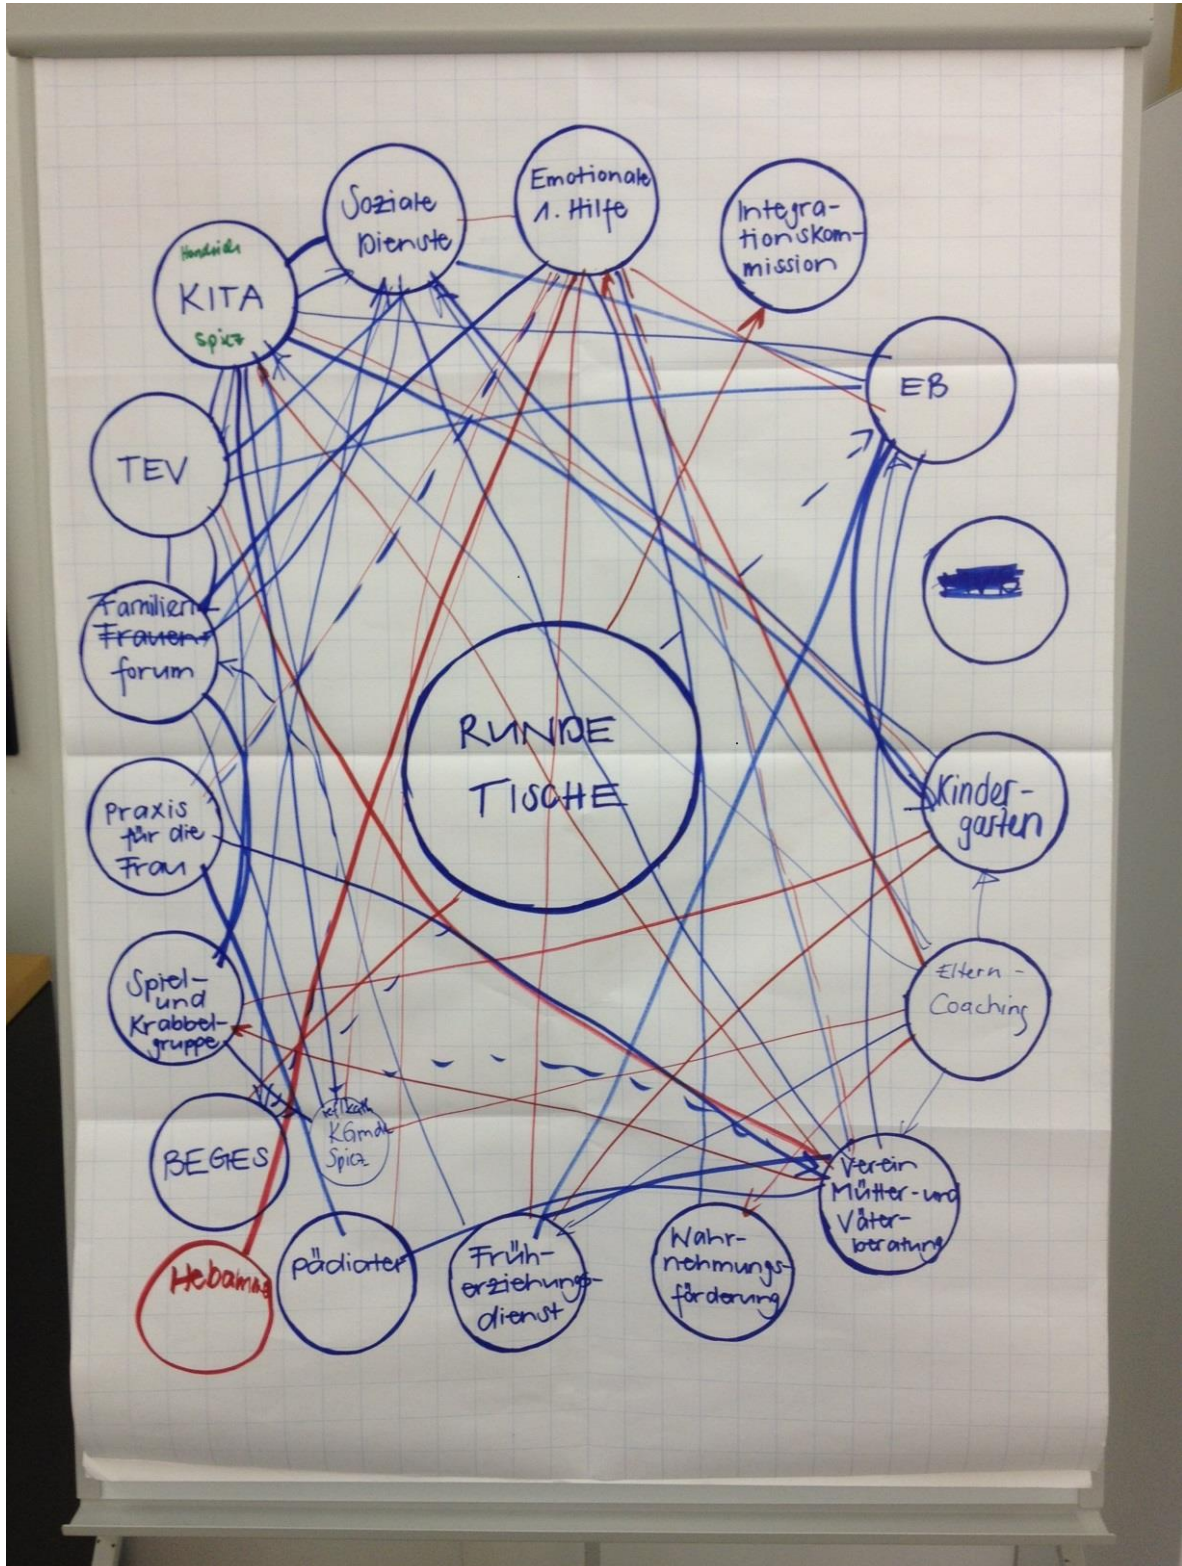 Emotionale
1. Hilfe
Soziale
Dienste
Integra-
tionskom-
mission
KITA
Spiez
EB
TEV
Familien
Frauen-
forum
RUNDE
TISCHE
Kinder-
garten
Praxis
für die
Frau
Eltern-
Coaching
Spiel-
und
Krabbel-
gruppe
BEGES
KGmde
Spiez
Verein
Mütter- und
Väter-
beratung
Hebamme
Pädiater
Früh-
erziehungs-
dienst
Wahr-
nehmungs-
förderung